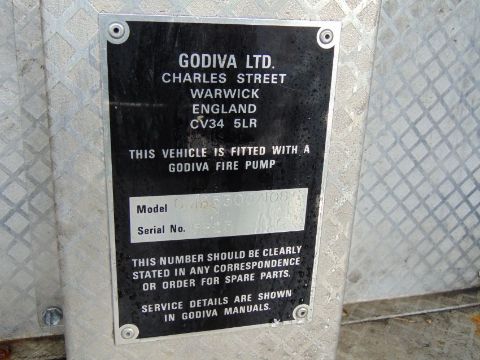 GODIVA LTD.
CHARLES STREET
WARWICK
ENGLAND
CV34 5LR
THIS VEHICLE IS FITTED WITH A
GODIVA FIRE PUMP
Model
Serial No.
THIS NUMBER SHOULD BE CLEARLY
STATED IN ANY CORRESPONDENCE
OR ORDER FOR SPARE PARTS.
SERVICE DETAILS ARE SHOWN
IN GODIVA MANUALS.